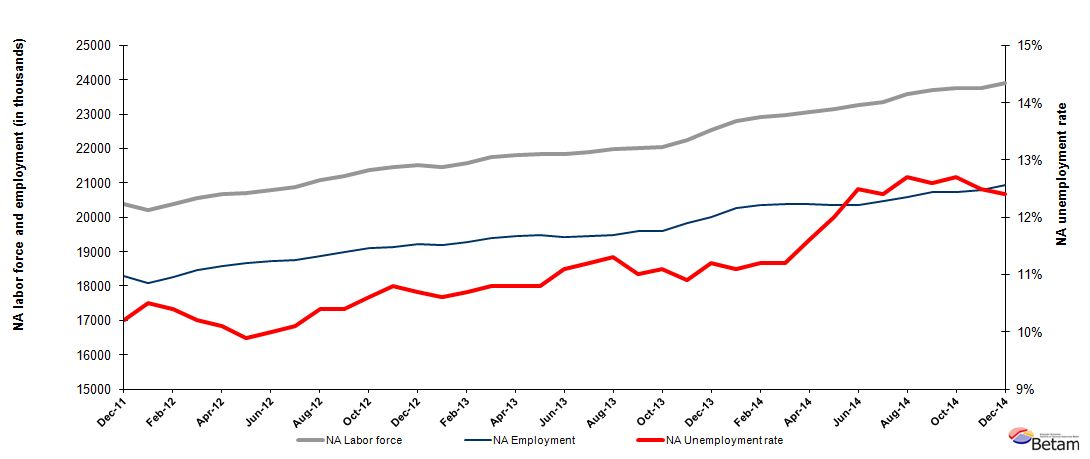 NA labor force and employment (in thousands)
25000
24000
23000
22000
21000
20000
19000
18000
17000
16000
15000
15%
14%
13%
12%
11%
10%
9%
NA unemployment rate
Dec-11
Feb-12
Apr-12
Jun-12
Aug-12
Oct-12
Dec-12
Feb-13
Apr-13
Jun-13
Aug-13
Oct-13
Dec-13
Feb-14
Apr-14
Jun-14
Aug-14
Oct-14
Dec-14
NA Labor force
NA Employment
NA Unemployment rate
Betam